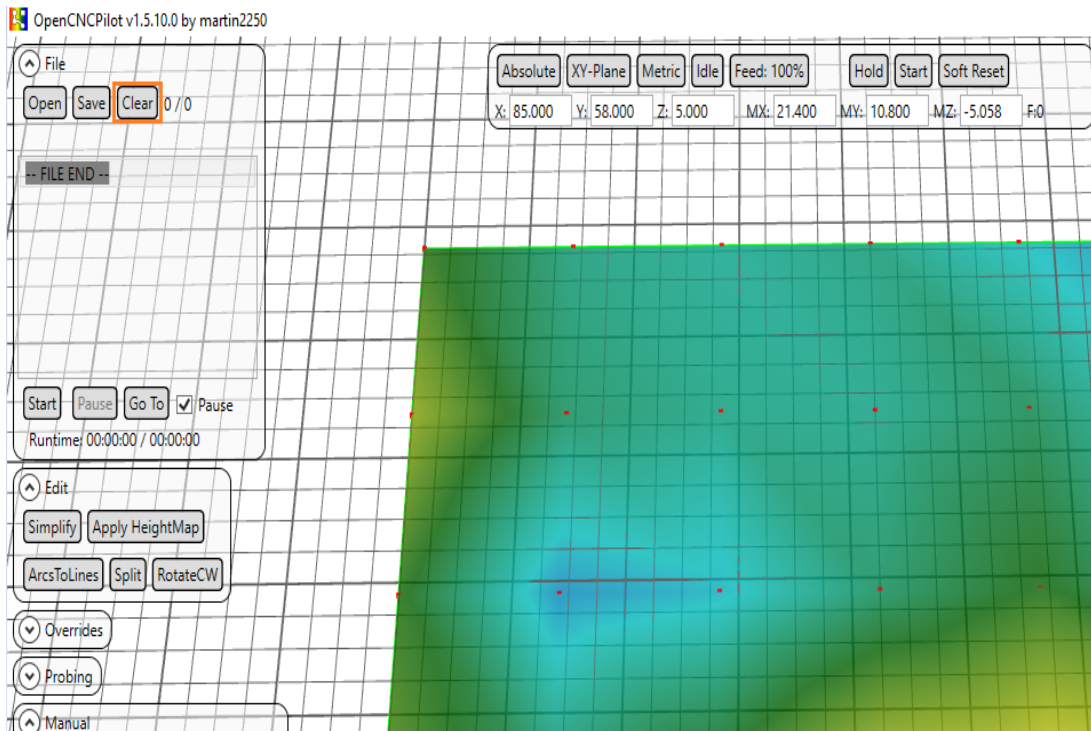 OpenCNCPilot v1.5.10.0 by martin2250
File
Open Save Clear 0 / 0
-- FILE END --
Start Pause Go To Pause
Runtime: 00:00:00 / 00:00:00
Edit
Simplify Apply HeightMap
ArcsToLines Split RotateCW
Overrides
Probing
Manual
Absolute XY-Plane Metric Idle Feed: 100% Hold Start Soft Reset
X: 85.000 Y: 58.000 Z: 5.000 MX: 21.400 MY: 10.800 MZ: -5.058 F:0